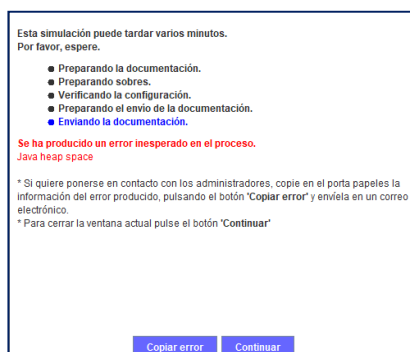 Esta simulación puede tardar varios minutos.
Por favor, espere.
Preparando la documentación.
Preparando sobres.
Verificando la configuración.
Preparando el envio de la documentación.
Enviando la documentación.
Se ha producido un error inesperado en el proceso.
Java heap space
* Si quiere ponerse en contacto con los administradores, copie en el porta papeles la
información del error producido, pulsando el botón 'Copiar error' y envíela en un correo
electrónico.
* Para cerrar la ventana actual pulse el botón 'Continuar'
Copiar error Continuar